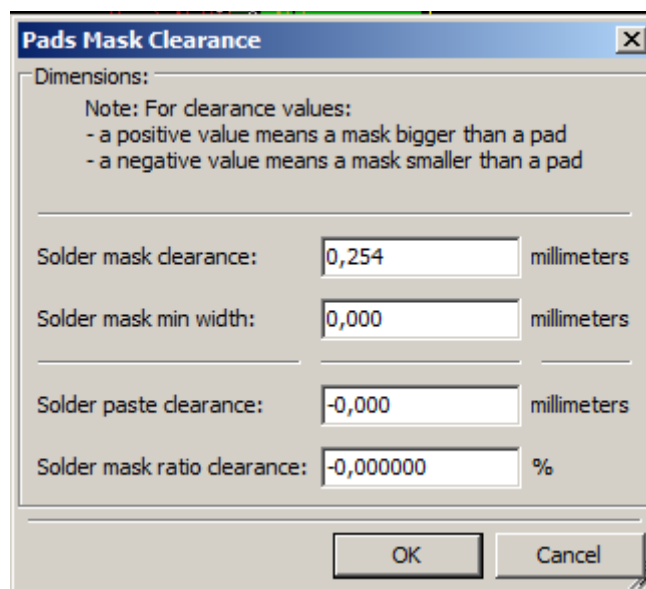 Pads Mask Clearance
Dimensions:
Note: For clearance values:
- a positive value means a mask bigger than a pad
- a negative value means a mask smaller than a pad
Solder mask clearance: 0,254 millimeters
Solder mask min width: 0,000 millimeters
Solder paste clearance: -0,000 millimeters
Solder mask ratio clearance: -0,000000 %
OK Cancel